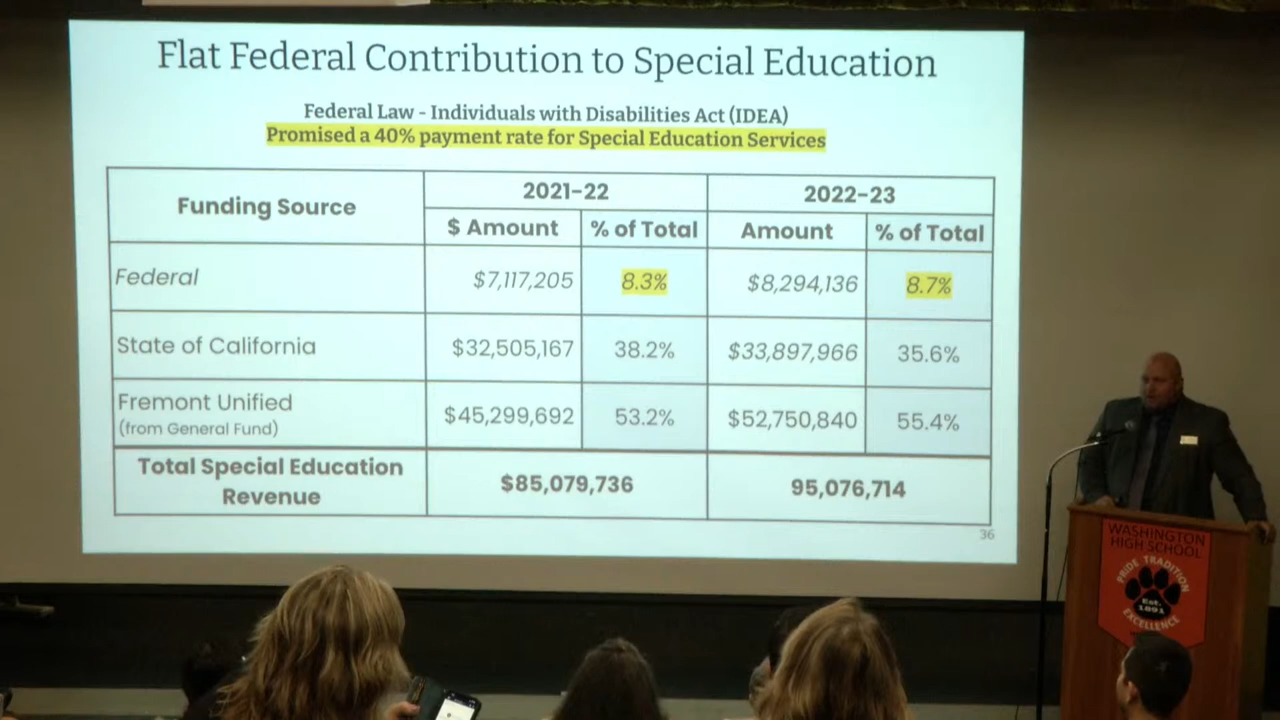 Flat Federal Contribution to Special Education
Federal Law - Individuals with Disabilities Act (IDEA)
Promised a 40% payment rate for Special Education Services
Funding Source 2021-22 2022-23
$ Amount % of Total Amount % of Total
Federal $7,117,205 8.3% $8,294,136 8.7%
State of California $32,505,167 38.2% $33,897,966 35.6%
Fremont Unified $45,299,692 53.2% $52,750,840 55.4%
(from General Fund)
Total Special Education
Revenue $85,079,736 95,076,714
36
WASHINGTON
HIGH SCHOOL
PRIDE TRADITION
Est.
1891
EXCELLENCE